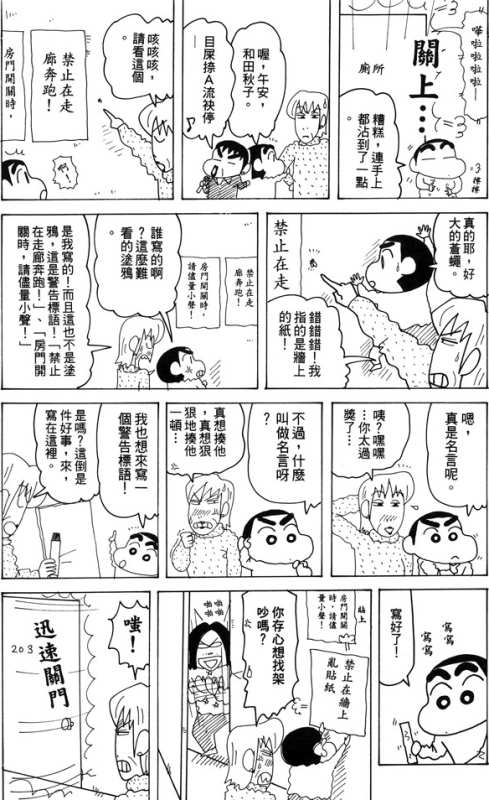 嘩啦啦啦啦—
關上⋯
廁所
糟糕，連手上
都沾到了一點
擦擦
喔，午安，
和田秋子。
目屎捺A流袂停
咳咳咳，
請看這個
禁止在走
廊奔跑！
房門開關時，
真的耶，好
大的蒼蠅。
錯錯錯！我
指的是牆上
的紙！
禁止在走
禁止在走
廊奔跑！
房門開關時
請儘量小聲！
誰寫的啊
？這麼難
看的塗鴉
是我寫的！而且這也不是塗
鴉，這是警告標語！「禁止
在走廊奔跑！」、「房門開
關時，請儘量小聲！」
嗯，
真是名言呢。
咦？嘿嘿
⋯你太過
獎了⋯
不過，什麼
叫做名言呀
？
真想揍他
，真想狠
狠地揍他
一頓⋯
我也想來寫一
個警告標語！
是嗎？這倒是
件好事，來，
寫在這裡。
寫寫
寫寫
寫好了！
貼上
房門開關
時，請儘
量小聲！
禁止在牆上
亂貼紙
你存心想找架
吵嗎？
嗤！
迅速關門
203